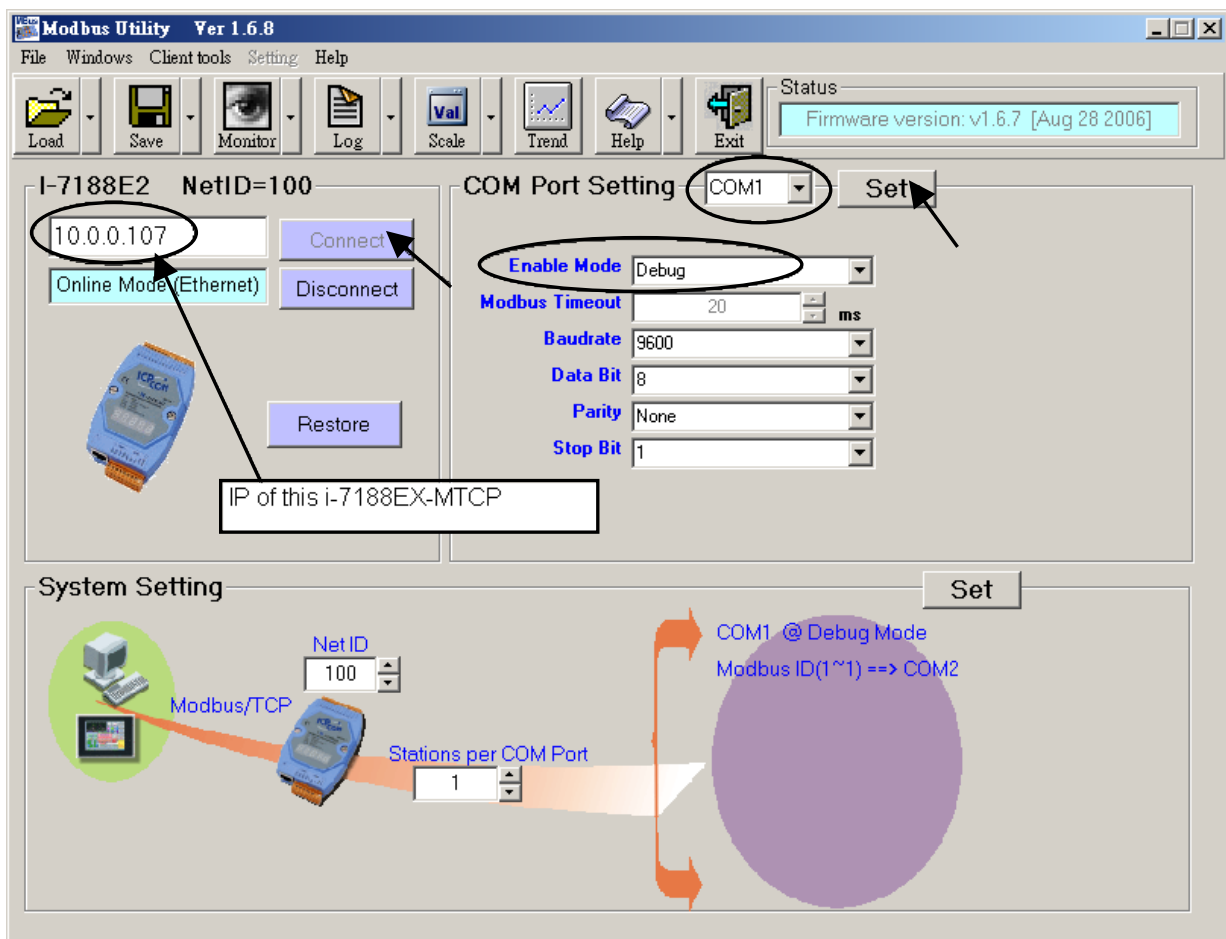 Modbus Utility Ver 1.6.8
File Windows Client tools Setting Help
Load Save Monitor Log Val Scale Trend Help Exit
Status
Firmware version: v1.6.7 [Aug 28 2006]
I-7188E2 NetID=100
10.0.0.107
Connect
Online Mode (Ethernet)
Disconnect
Restore
IP of this i-7188EX-MTCP
COM Port Setting COM1 Set
Enable Mode Debug
Modbus Timeout 20 ms
Baudrate 9600
Data Bit 8
Parity None
Stop Bit 1
System Setting Set
Net ID
100
Modbus/TCP
Stations per COM Port
1
COM1 @ Debug Mode
Modbus ID(1~1) ==> COM2